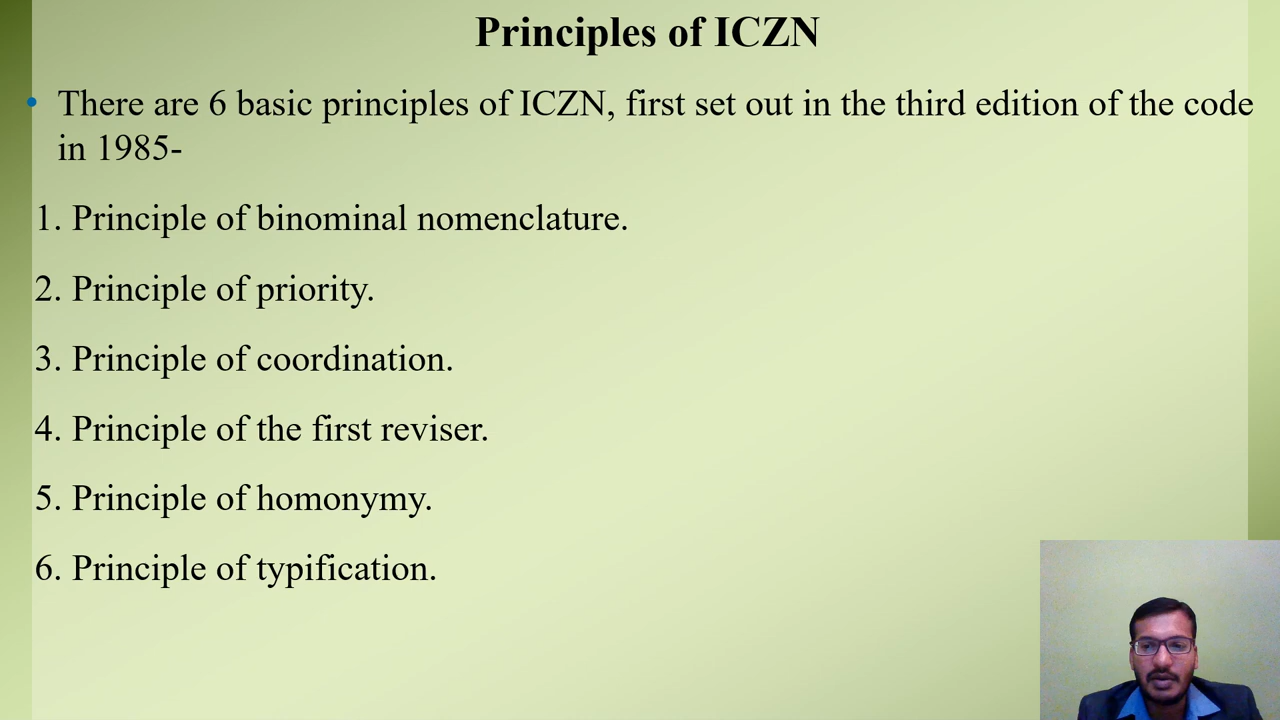 Principles of ICZN
• There are 6 basic principles of ICZN, first set out in the third edition of the code
in 1985-
1. Principle of binominal nomenclature.
2. Principle of priority.
3. Principle of coordination.
4. Principle of the first reviser.
5. Principle of homonymy.
6. Principle of typification.